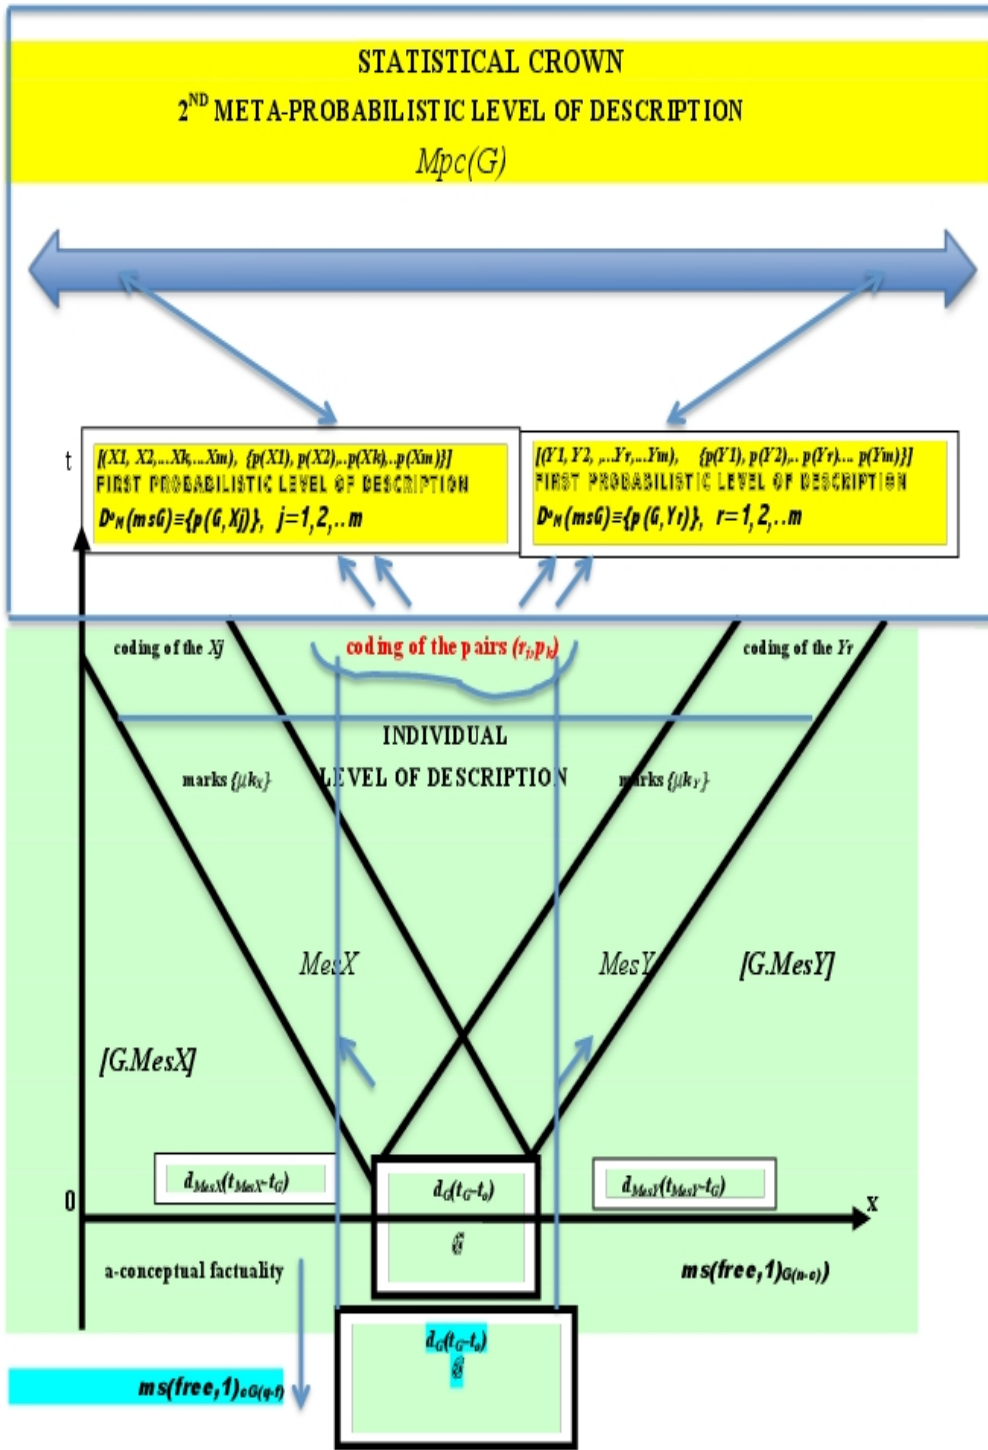 STATISTICAL CROWN
2ND META-PROBABILISTIC LEVEL OF DESCRIPTION
Mpc(G)
t
[(X1, X2,...Xk,...Xm), {p(X1), p(X2),..p(Xk)..p(Xm)}]
FIRST PROBABILISTIC LEVEL OF DESCRIPTION
D°M(msG)≡{p(G,Xj)}, j=1,2,..m
[(Y1, Y2, ,...Yr,...Ym), {p(Y1), p(Y2),.. p(Yr).... p(Ym)}]
FIRST PROBABILISTIC LEVEL OF DESCRIPTION
D°M(msG)≡{p(G,Yr)}, r=1,2,..m
coding of the Xj
coding of the pairs (ri,pk)
coding of the Yr
INDIVIDUAL
LEVEL OF DESCRIPTION
marks {μkX}
marks {μkY}
MesX
MesY
[G.MesY]
[G.MesX]
dMesX(tMesX-tG)
dG(tG-to)
dMesY(tMesY-tG)
0
x
G
a-conceptual factuality
ms(free,1)G(n-c))
dG(tG-to)
ms(free,1)cG(q-f)